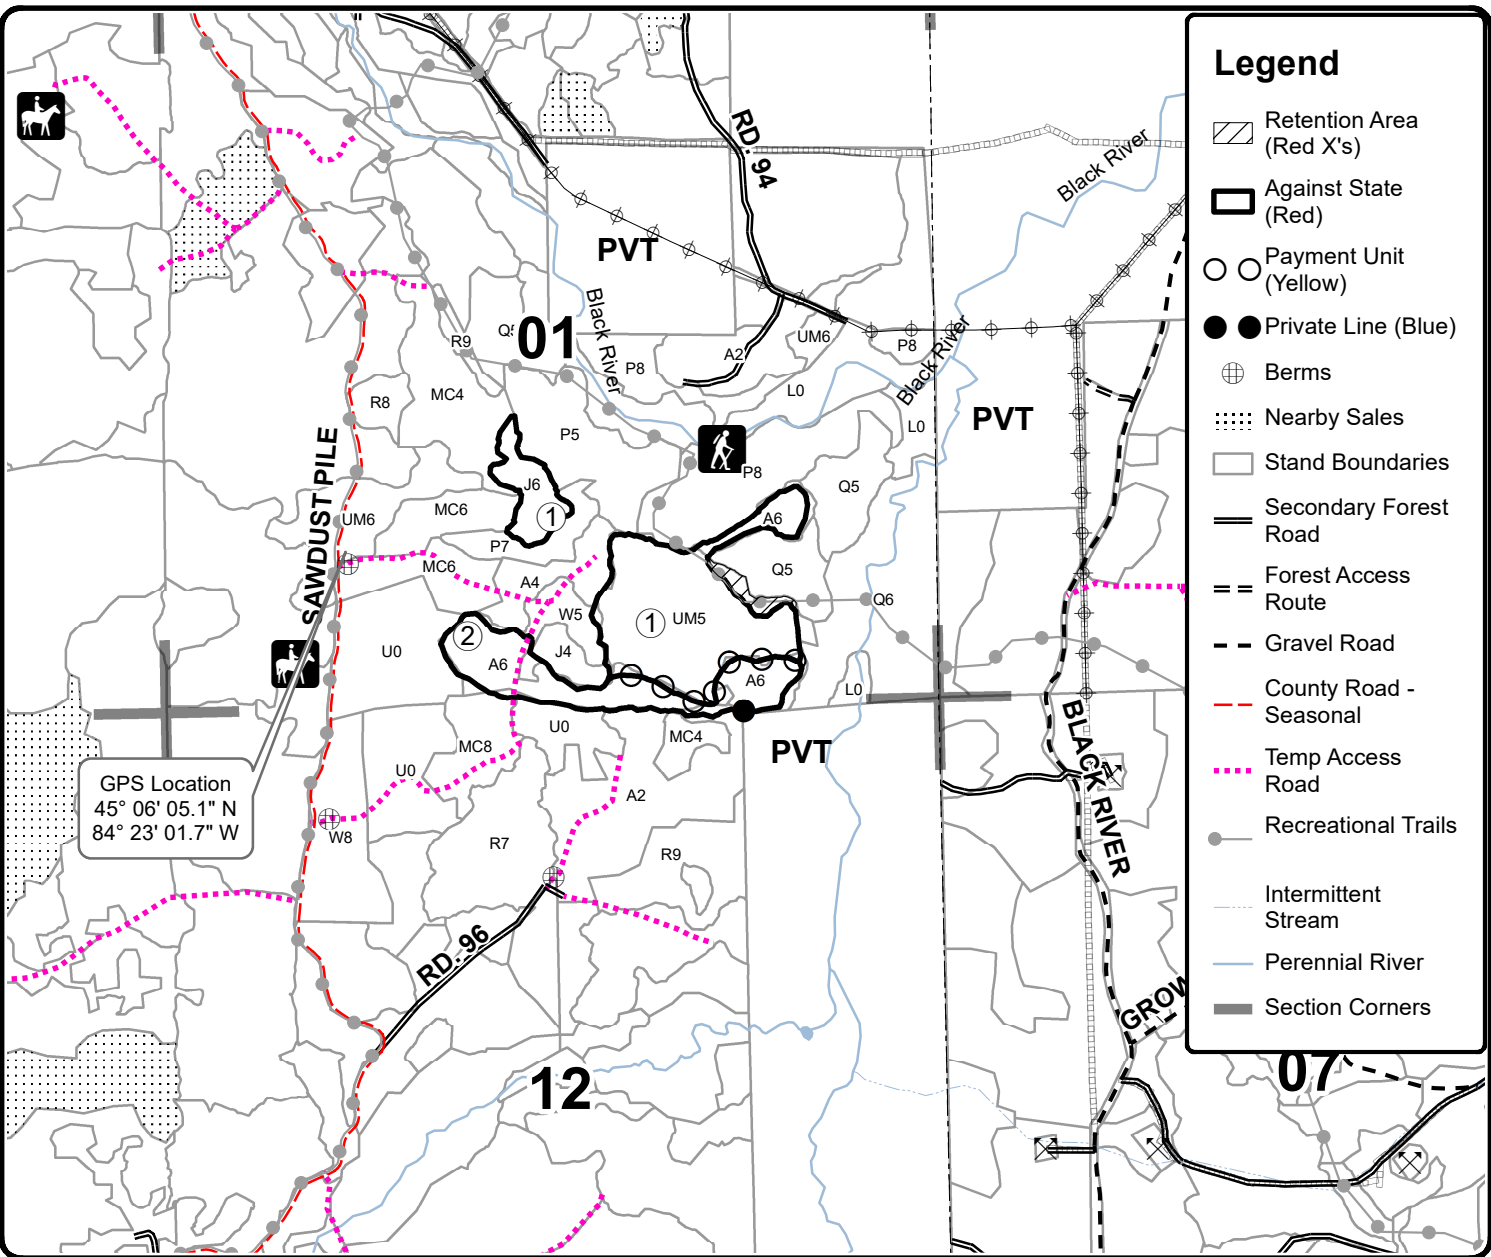 Legend
Retention Area
(Red X's)
Against State
(Red)
Payment Unit
(Yellow)
Private Line (Blue)
Berms
Nearby Sales
Stand Boundaries
Secondary Forest
Road
Forest Access
Route
Gravel Road
County Road -
Seasonal
Temp Access
Road
Recreational Trails
Intermittent
Stream
Perennial River
Section Corners
RD. 94
Black River
PVT
Black River
01
R9
P8
A2
UM6
P8
Black River
L0
R8
MC4
P5
L0
PVT
SAWDUST PILE
J6
P8
Q5
UM6
MC6
1
A6
P7
MC6
A4
Q5
Q6
W5
1
UM5
2
U0
A6
J4
A6
L0
U0
MC4
MC8
PVT
BLACK RIVER
GPS Location
45° 06' 05.1" N
84° 23' 01.7" W
U0
A2
W8
R7
R9
RD. 96
GROW
12
07